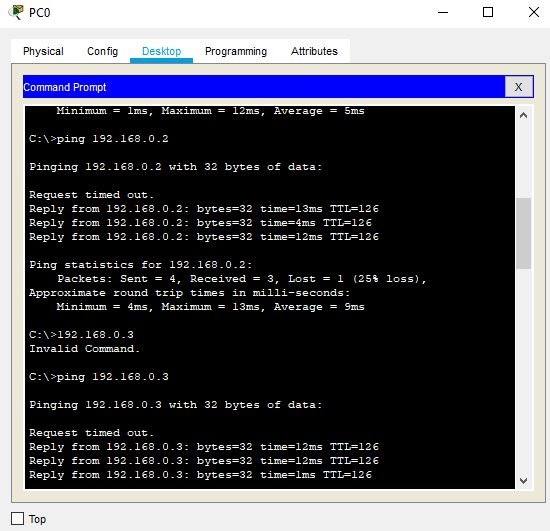 PC0
Physical Config Desktop Programming Attributes
Command Prompt
X
Minimum = 1ms, Maximum = 12ms, Average = 5ms
C:\>ping 192.168.0.2
Pinging 192.168.0.2 with 32 bytes of data:
Request timed out.
Reply from 192.168.0.2: bytes=32 time=13ms TTL=126
Reply from 192.168.0.2: bytes=32 time=4ms TTL=126
Reply from 192.168.0.2: bytes=32 time=12ms TTL=126
Ping statistics for 192.168.0.2:
Packets: Sent = 4, Received = 3, Lost = 1 (25% loss),
Approximate round trip times in milli-seconds:
Minimum = 4ms, Maximum = 13ms, Average = 9ms
C:\>192.168.0.3
Invalid Command.
C:\>ping 192.168.0.3
Pinging 192.168.0.3 with 32 bytes of data:
Request timed out.
Reply from 192.168.0.3: bytes=32 time=12ms TTL=126
Reply from 192.168.0.3: bytes=32 time=12ms TTL=126
Reply from 192.168.0.3: bytes=32 time=1ms TTL=126
Top